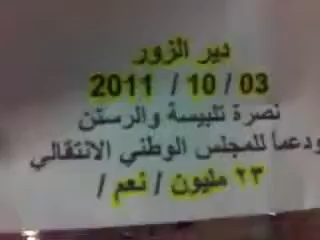 دير الزور
2011 / 10 / 03
نصرة تلبيسة والرستن
ودعماً للمجلس الوطني الانتقالي
٢٣ مليون / نعم /